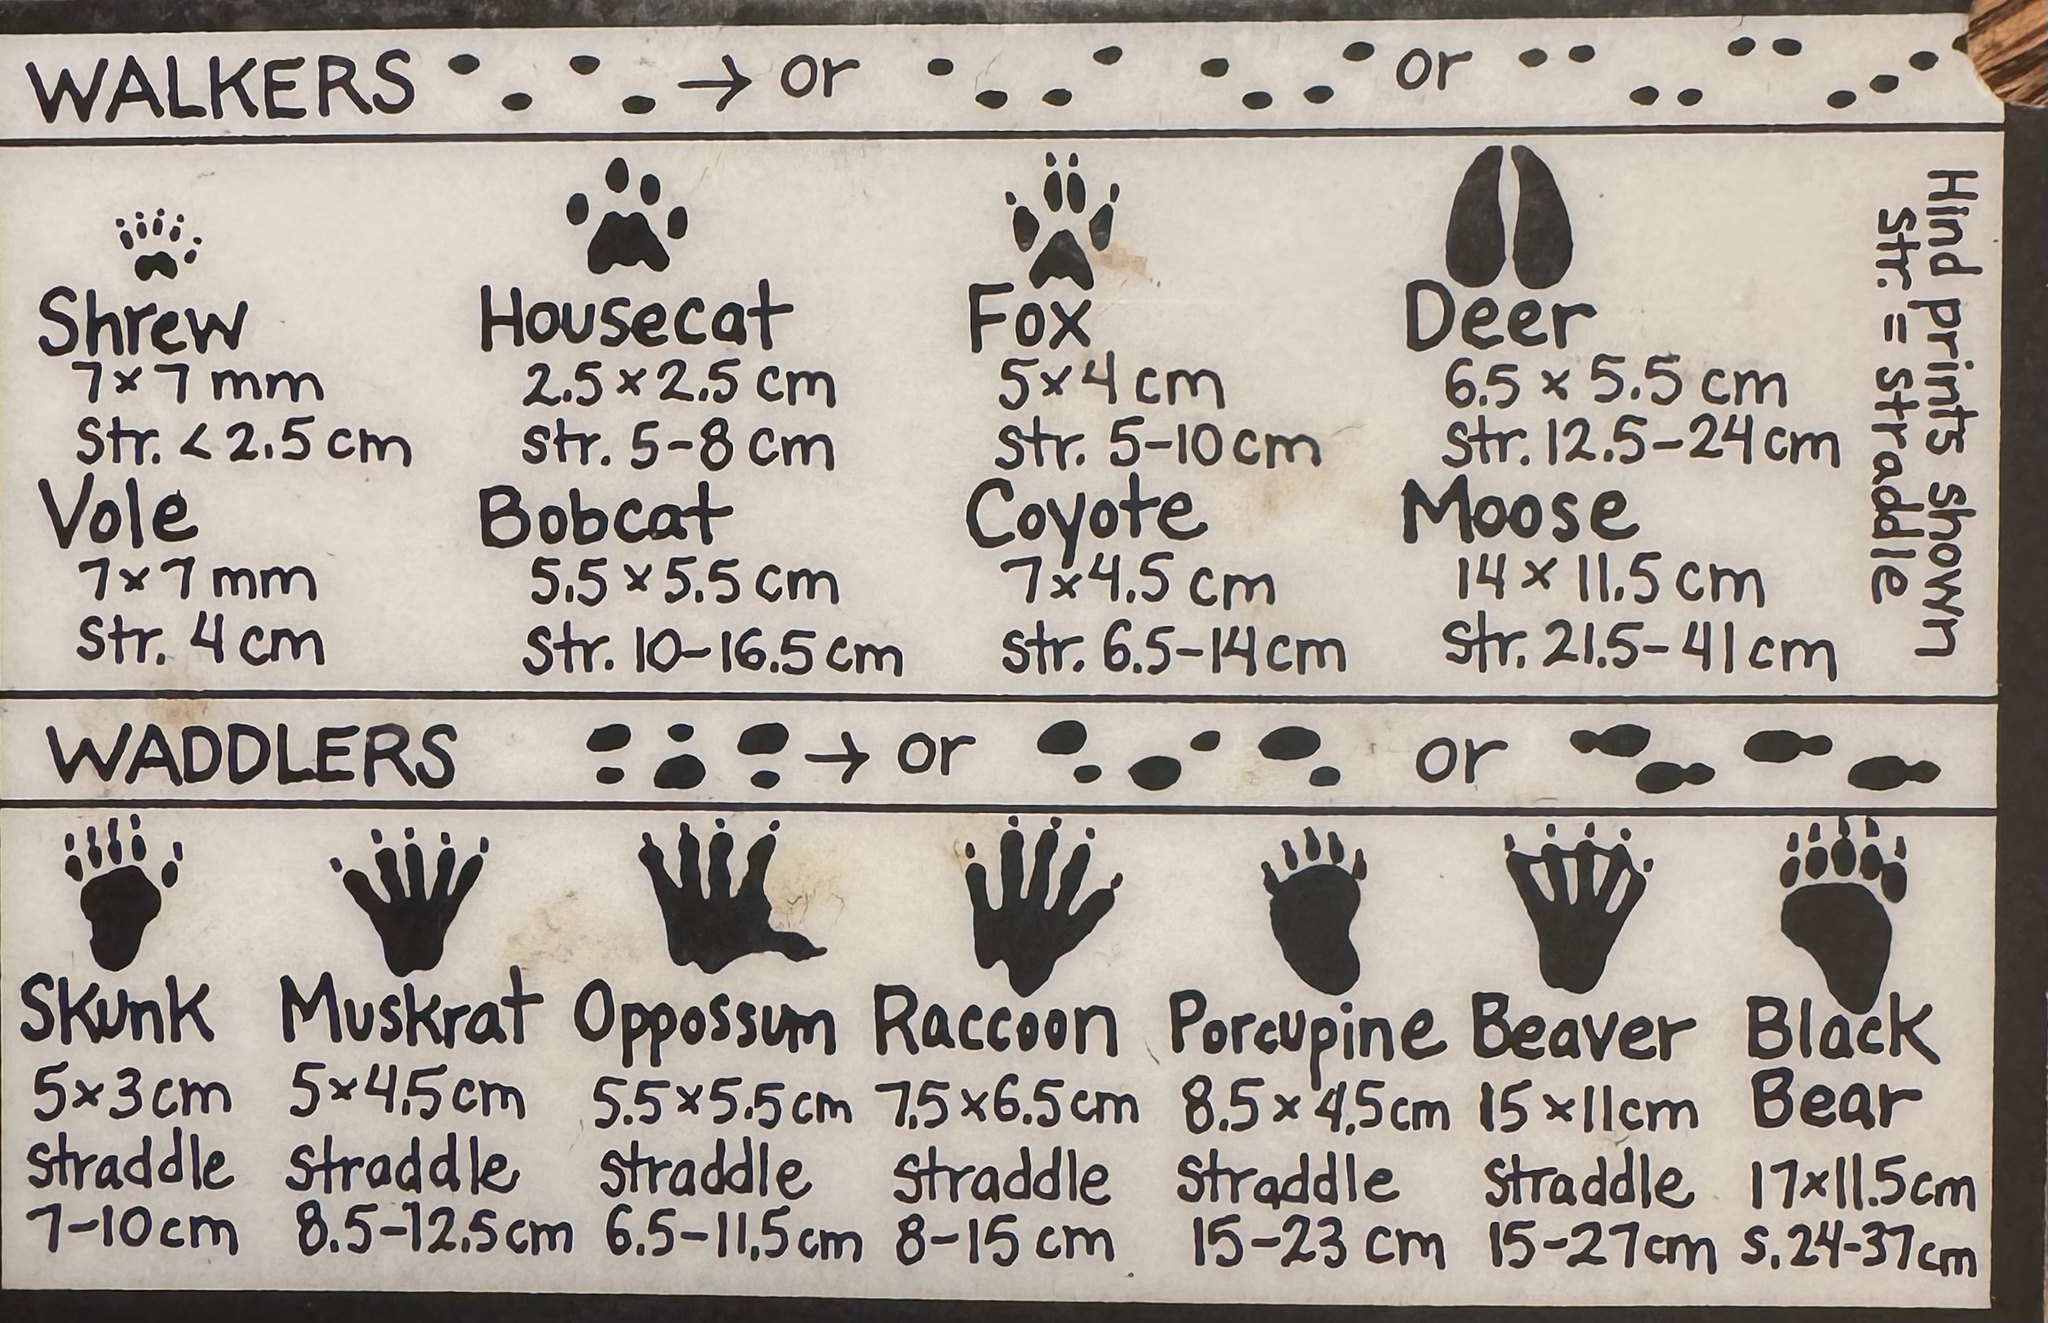 WALKERS → or or
Shrew
7×7 mm
Str. < 2.5 cm
Vole
7×7 mm
Str. 4 cm
Housecat
2.5×2.5 cm
Str. 5-8 cm
Bobcat
5.5×5.5 cm
Str. 10-16.5 cm
Fox
5×4 cm
Str. 5-10 cm
Coyote
7×4.5 cm
Str. 6.5-14 cm
Deer
6.5 × 5.5 cm
Str. 12.5-24 cm
Moose
14 × 11.5 cm
Str. 21.5-41 cm
Hind prints shown
Str. = straddle
WADDLERS → or or
Skunk
5×3 cm
Straddle
7-10 cm
Muskrat
5×4.5 cm
Straddle
8.5-12.5 cm
Oppossum
5.5×5.5 cm
Straddle
6.5-11.5 cm
Raccoon
7.5×6.5 cm
Straddle
8-15 cm
Porcupine
8.5×4.5 cm
Straddle
15-23 cm
Beaver
15×11 cm
Straddle
15-27 cm
Black
Bear
17×11.5 cm
S. 24-37 cm